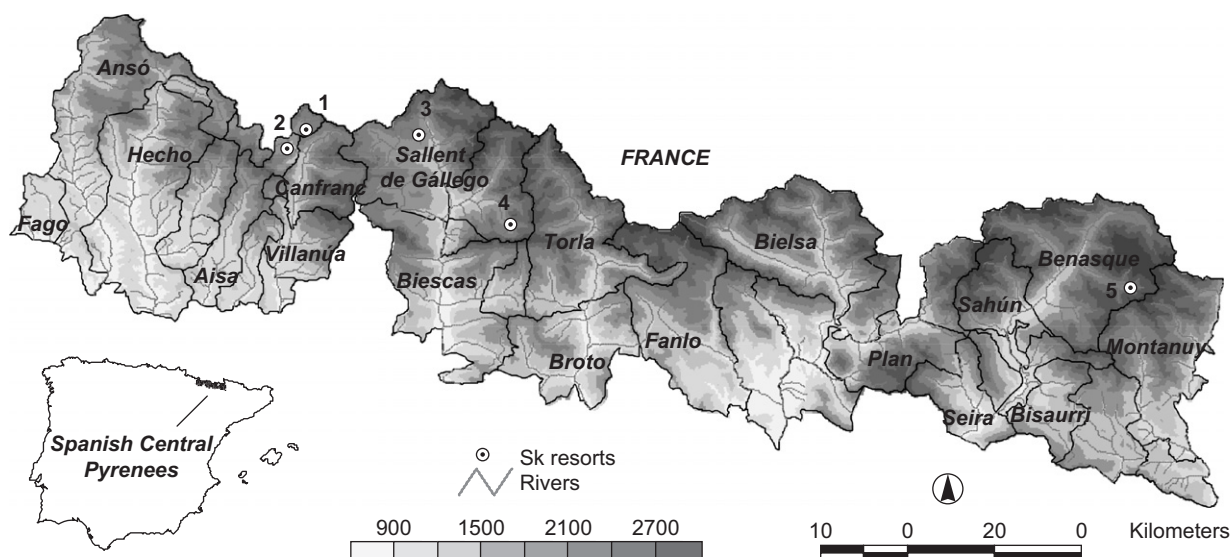 Ansó
1
2
3
Hecho
Sallent
de Gállego
FRANCE
Canfranc
4
Fago
Villanúa
Torla
Bielsa
Benasque
Aisa
Biescas
Sahún
5
Fanlo
Broto
Plan
Montanuy
Seira
Bisaurri
Spanish Central
Pyrenees
Sk resorts
Rivers
900 1500 2100 2700
10 0 20 0 Kilometers